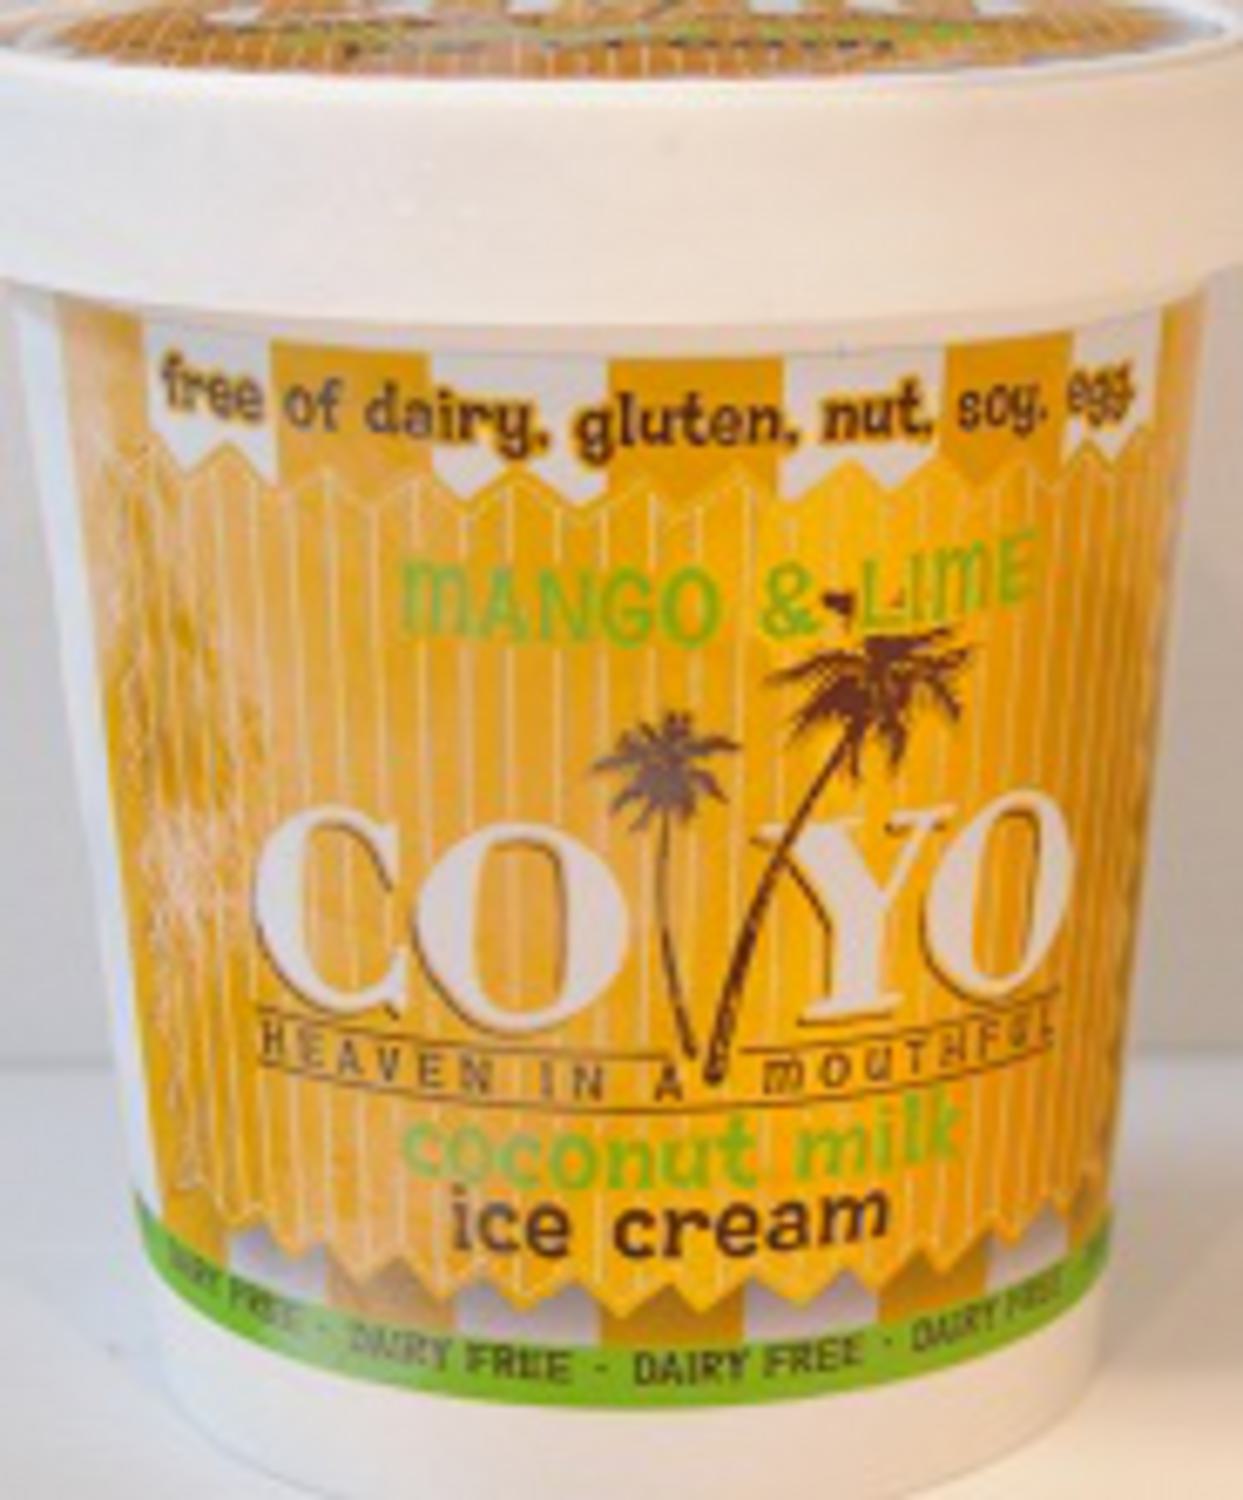 free of dairy, gluten, nut, soy, egg
MANGO & LIME
CO YO
HEAVEN IN A MOUTHFUL
coconut milk
ice cream
DAIRY FREE · DAIRY FREE · DAIRY FREE · DAIRY FREE